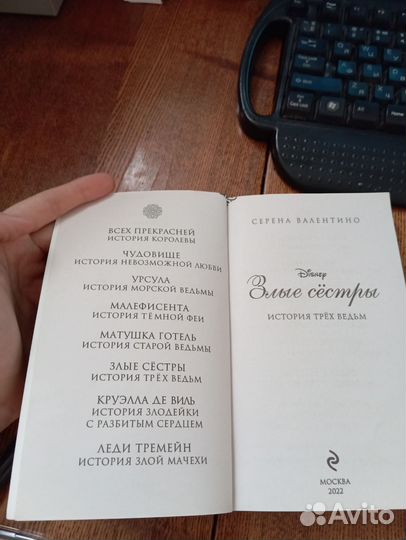 ВСЕХ ПРЕКРАСНЕЙ
ИСТОРИЯ КОРОЛЕВЫ
ЧУДОВИЩЕ
ИСТОРИЯ НЕВОЗМОЖНОЙ ЛЮБВИ
УРСУЛА
ИСТОРИЯ МОРСКОЙ ВЕДЬМЫ
МАЛЕФИСЕНТА
ИСТОРИЯ ТЁМНОЙ ФЕИ
МАТУШКА ГОТЕЛЬ
ИСТОРИЯ СТАРОЙ ВЕДЬМЫ
ЗЛЫЕ СЁСТРЫ
ИСТОРИЯ ТРЁХ ВЕДЬМ
КРУЭЛЛА ДЕ ВИЛЬ
ИСТОРИЯ ЗЛОДЕЙКИ
С РАЗБИТЫМ СЕРДЦЕМ
ЛЕДИ ТРЕМЕЙН
ИСТОРИЯ ЗЛОЙ МАЧЕХИ
СЕРЕНА ВАЛЕНТИНО
Disney
Злые сёстры
ИСТОРИЯ ТРЁХ ВЕДЬМ
МОСКВА
2022
Avito